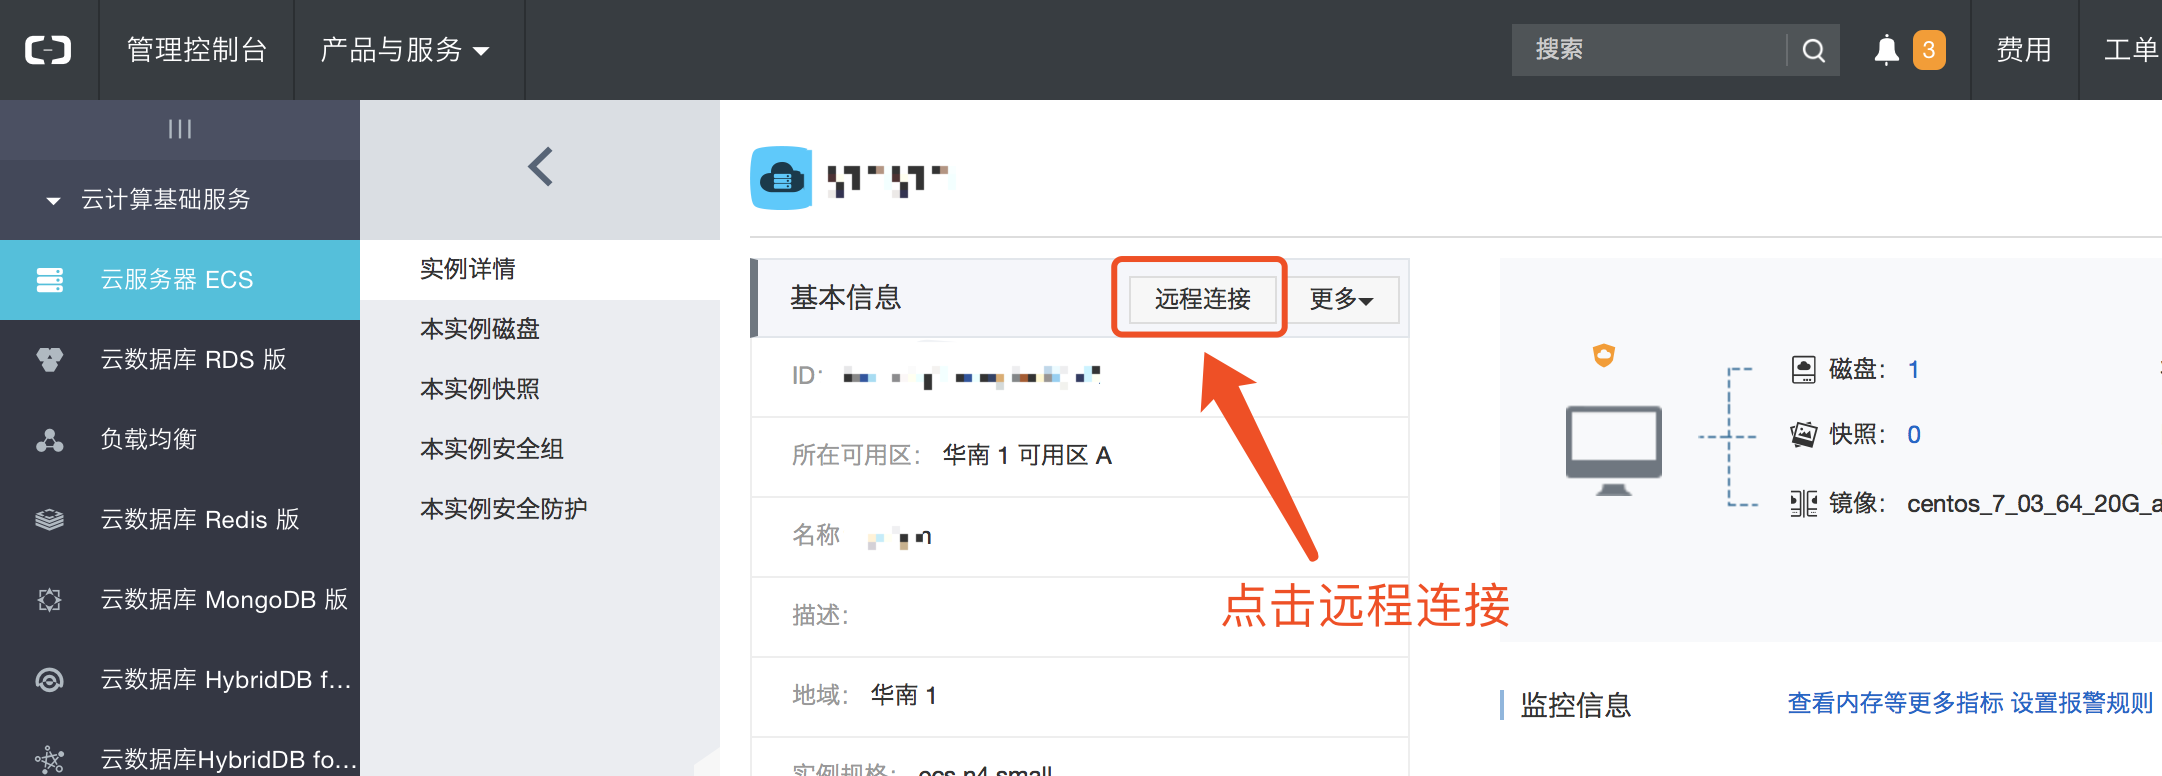 管理控制台
产品与服务
搜索
3
费用
工单
云计算基础服务
云服务器 ECS
云数据库 RDS 版
负载均衡
云数据库 Redis 版
云数据库 MongoDB 版
云数据库 HybridDB f...
云数据库HybridDB fo...
实例详情
本实例磁盘
本实例快照
本实例安全组
本实例安全防护
基本信息
远程连接
更多
ID:
所在可用区: 华南 1 可用区 A
名称
描述:
地域: 华南 1
实例规格: ecs.n4.small
点击远程连接
磁盘: 1
快照: 0
镜像: centos_7_03_64_20G_a
监控信息
查看内存等更多指标 设置报警规则